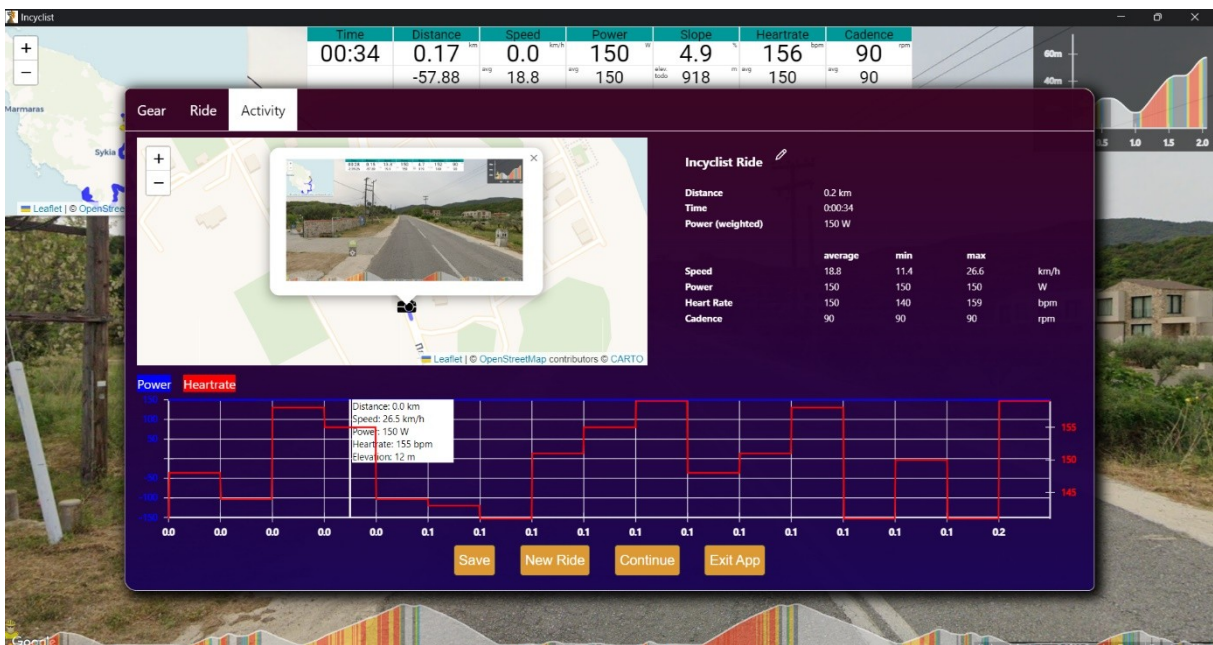 Incyclist
Time Distance Speed Power Slope Heartrate Cadence
00:34 0.17 km 0.0 km/h 150 W 4.9 % 156 bpm 90 rpm
-57.88 avg 18.8 avg 150 elev. todo 918 m avg 150 avg 90
+
−
Marmaras
Sykia
Leaflet | © OpenStree
60m
40m
0.5 1.0 1.5 2.0
Gear Ride Activity
+
−
×
Leaflet | © OpenStreetMap contributors © CARTO
Incyclist Ride
Distance 0.2 km
Time 0:00:34
Power (weighted) 150 W
average min max
Speed 18.8 11.4 26.6 km/h
Power 150 150 150 W
Heart Rate 150 140 159 bpm
Cadence 90 90 90 rpm
Power Heartrate
150
100
50
-50
-100
-150
Distance: 0.0 km
Speed: 26.5 km/h
Power: 150 W
Heartrate: 155 bpm
Elevation: 12 m
155
150
145
0.0 0.0 0.0 0.0 0.0 0.1 0.1 0.1 0.1 0.1 0.1 0.1 0.1 0.1 0.1 0.1 0.2
Save New Ride Continue Exit App
Google